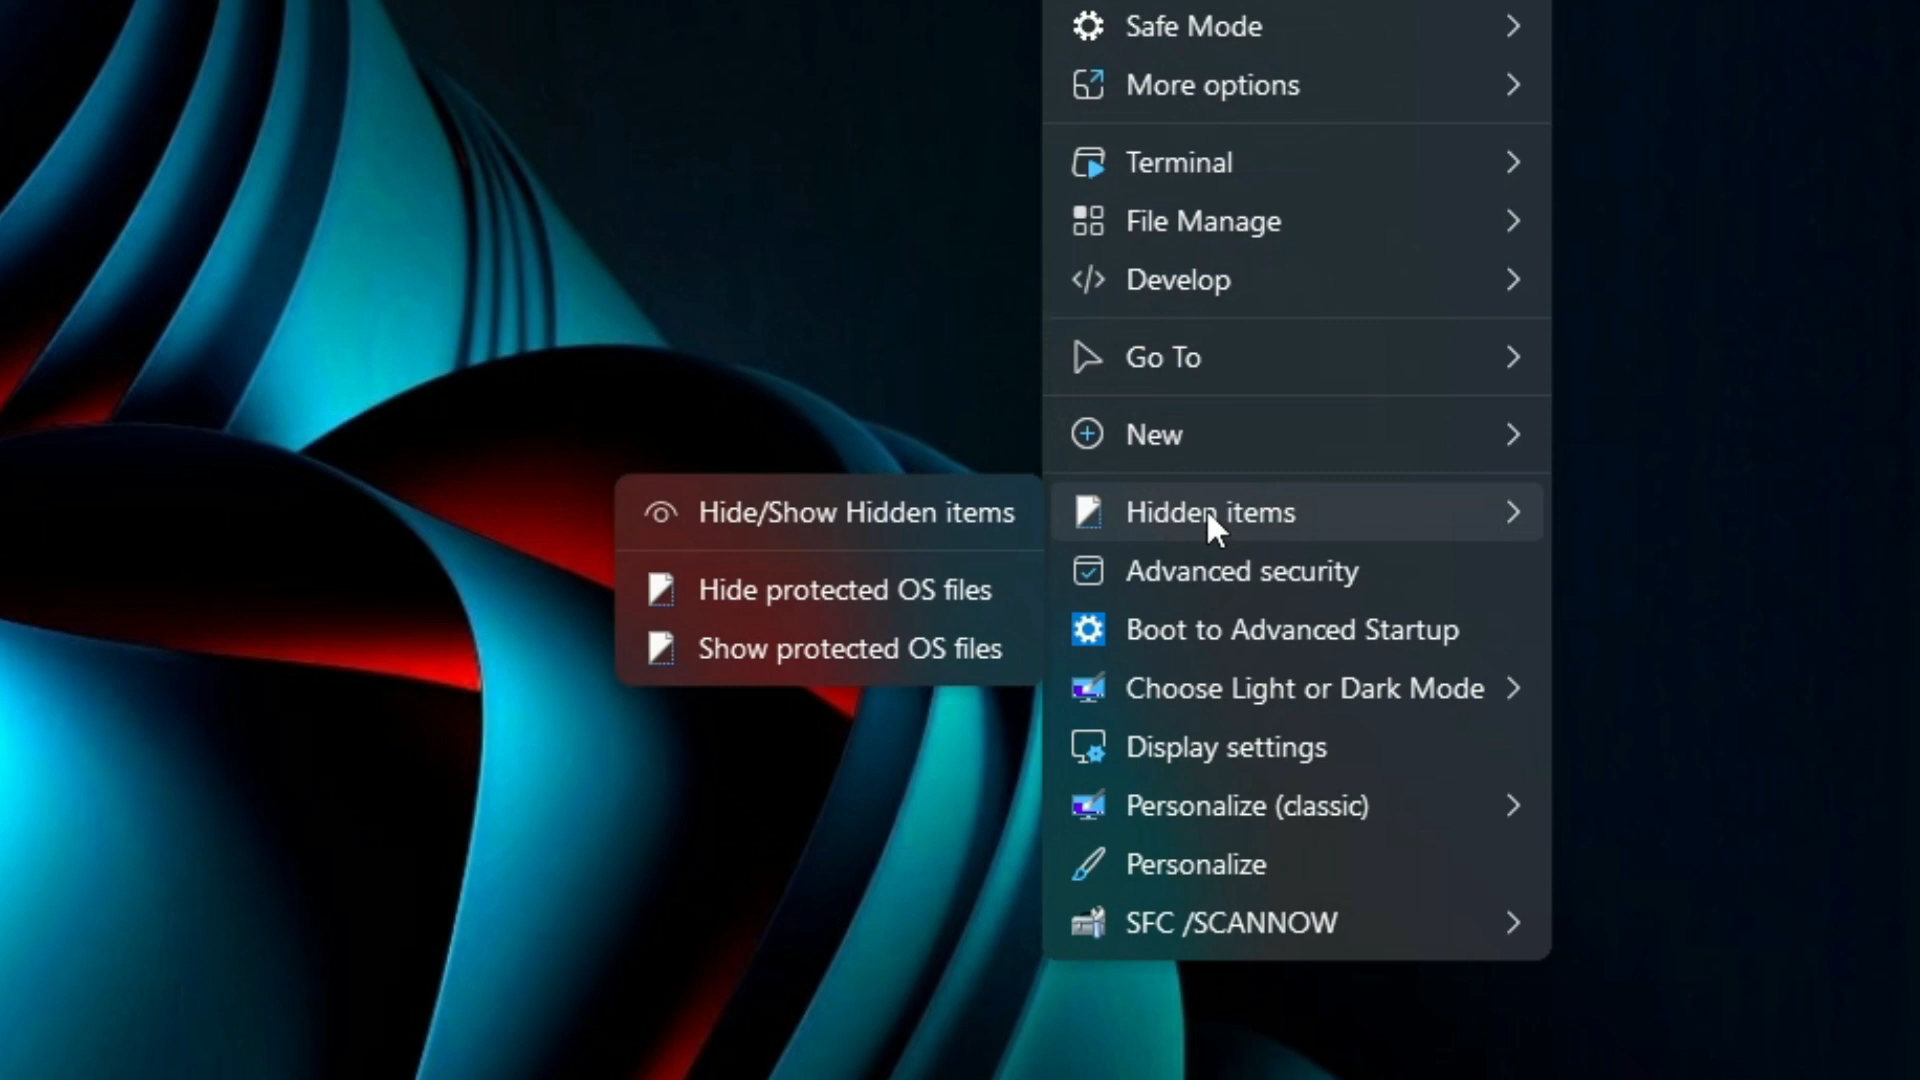 Safe Mode
More options
Terminal
File Manage
Develop
Go To
New
Hidden items
Hide/Show Hidden items
Hide protected OS files
Show protected OS files
Advanced security
Boot to Advanced Startup
Choose Light or Dark Mode
Display settings
Personalize (classic)
Personalize
SFC /SCANNOW